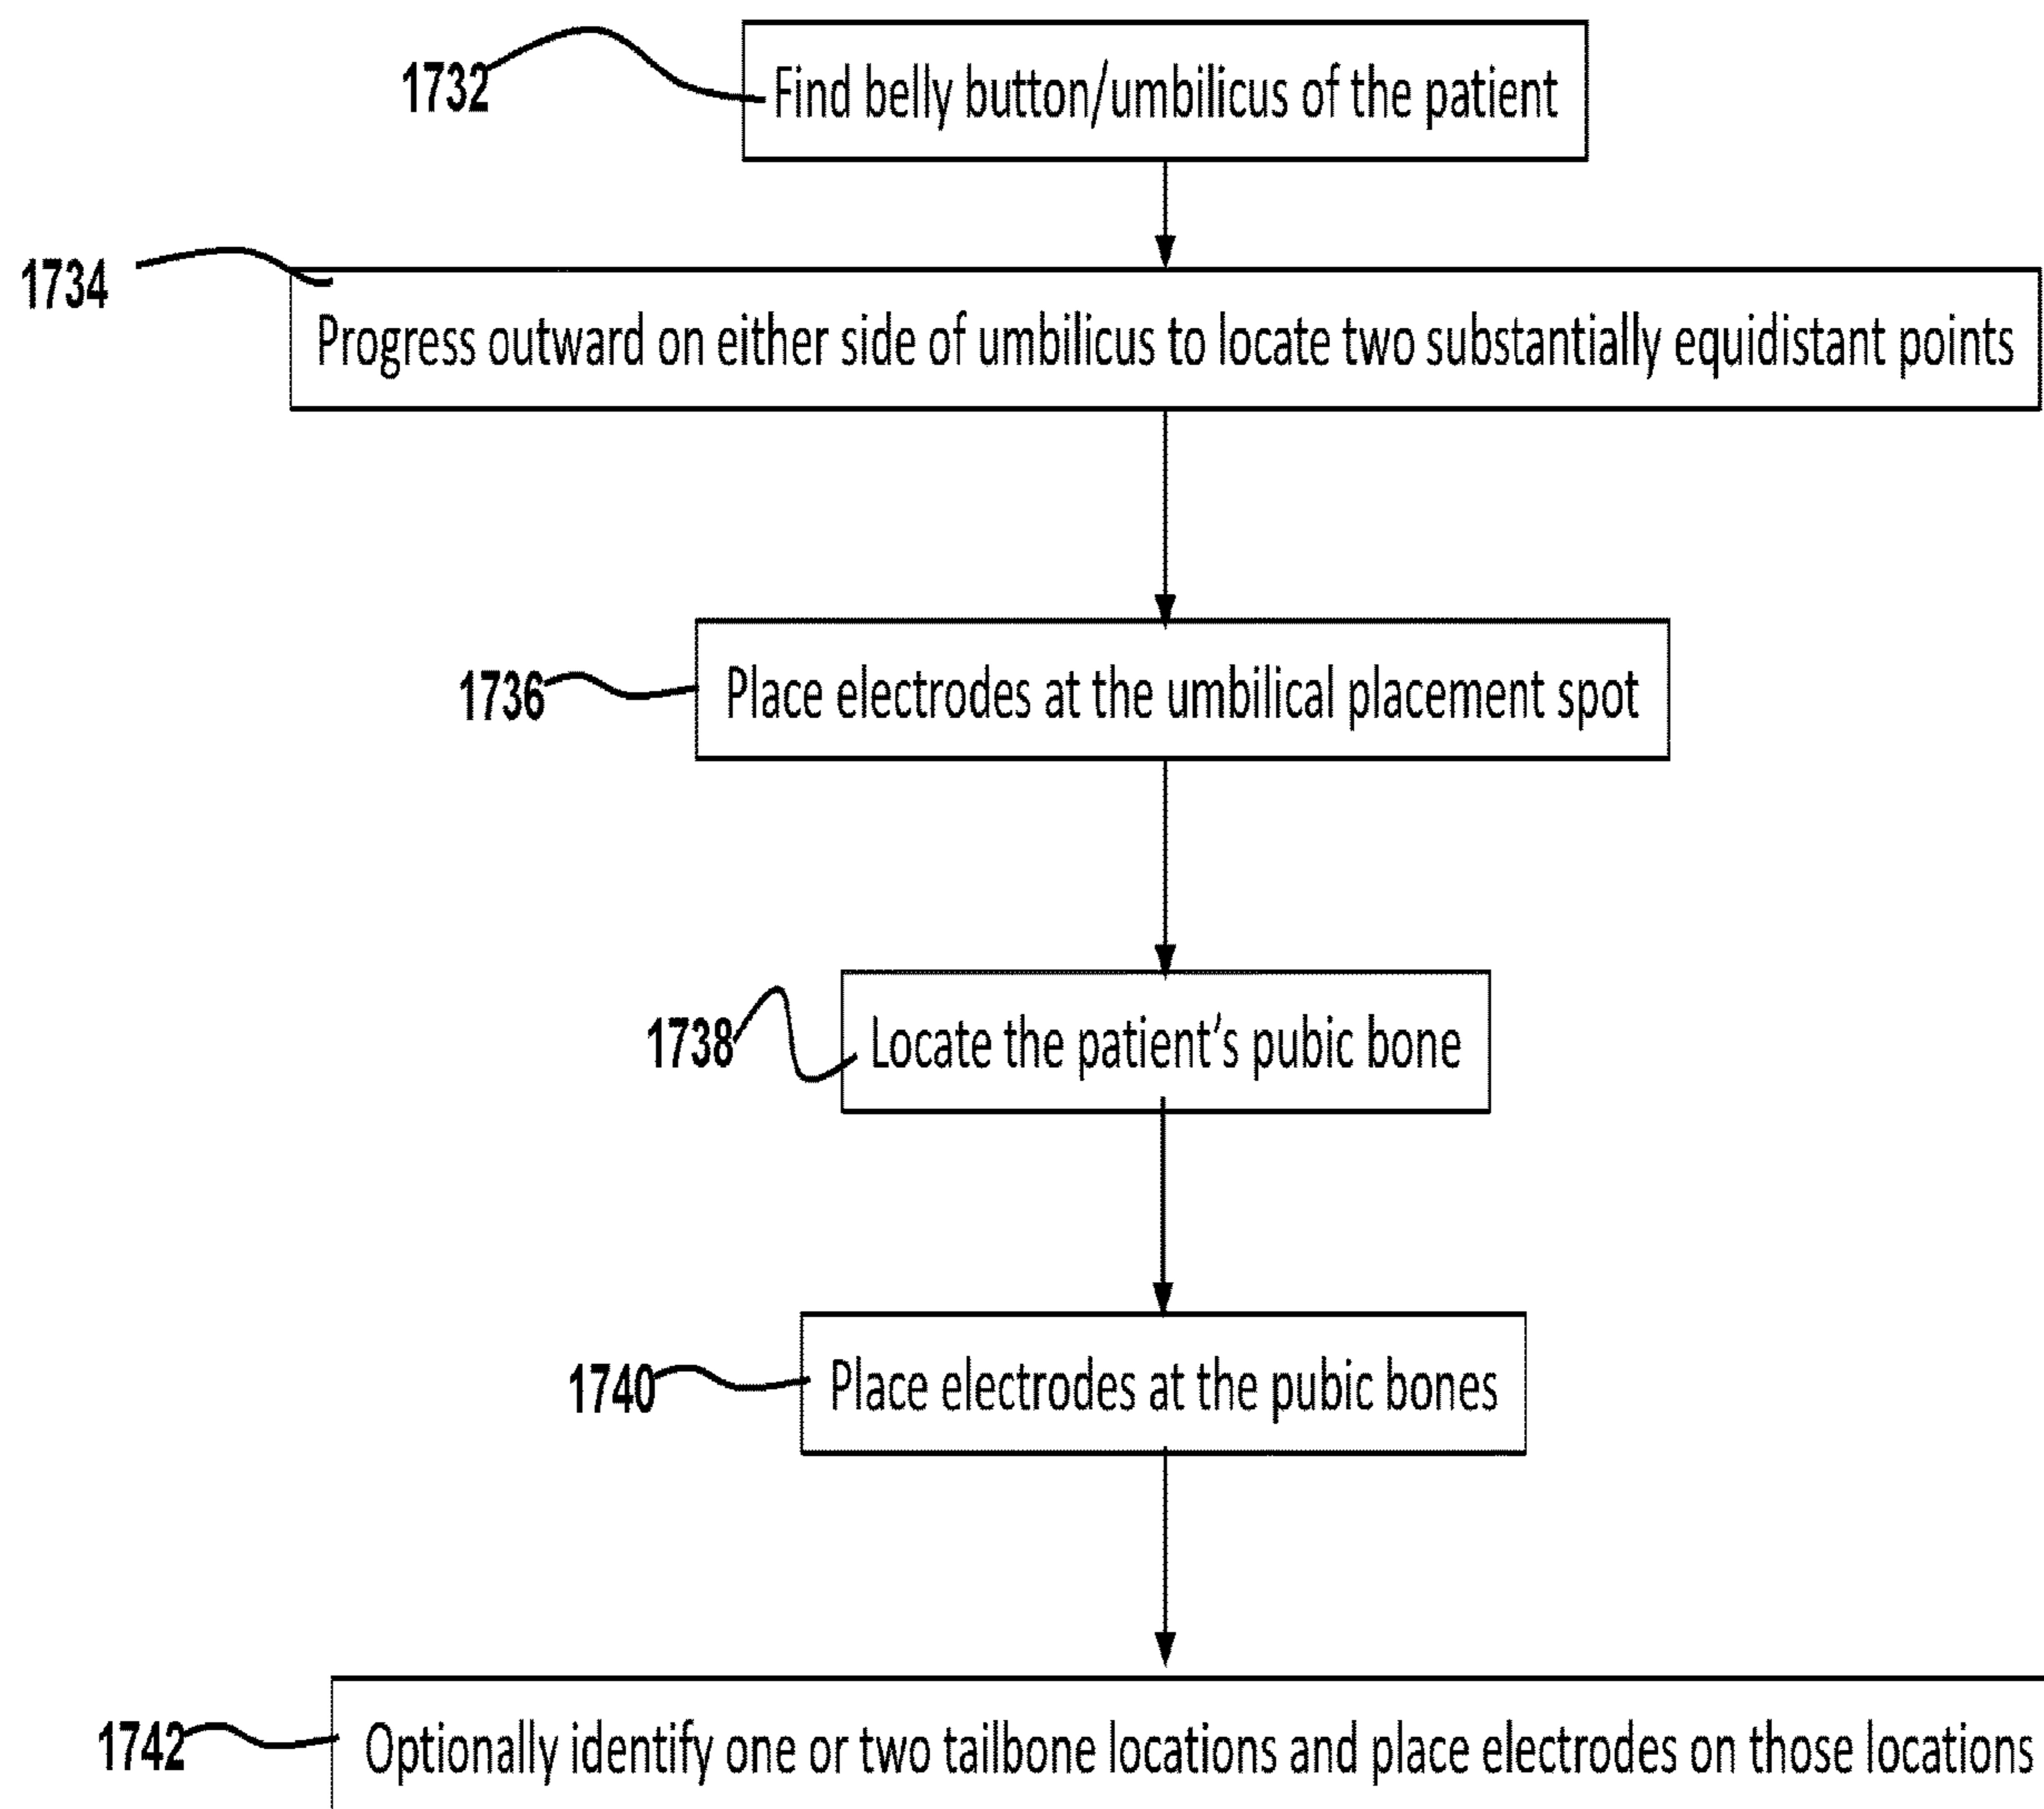 1732
Find belly button/umbilicus of the patient
1734
Progress outward on either side of umbilicus to locate two substantially equidistant points
1736
Place electrodes at the umbilical placement spot
1738
Locate the patient‘s pubic bone
1740
Place electrodes at the pubic bones
1742
Optionally identify one or two tailbone locations and place electrodes on those locations